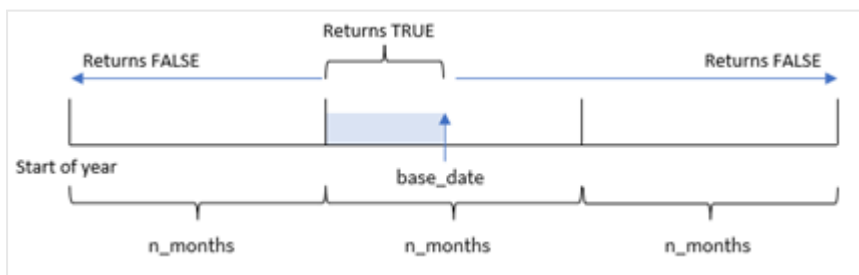 Returns TRUE
Returns FALSE
Returns FALSE
Start of year
base_date
n_months
n_months
n_months